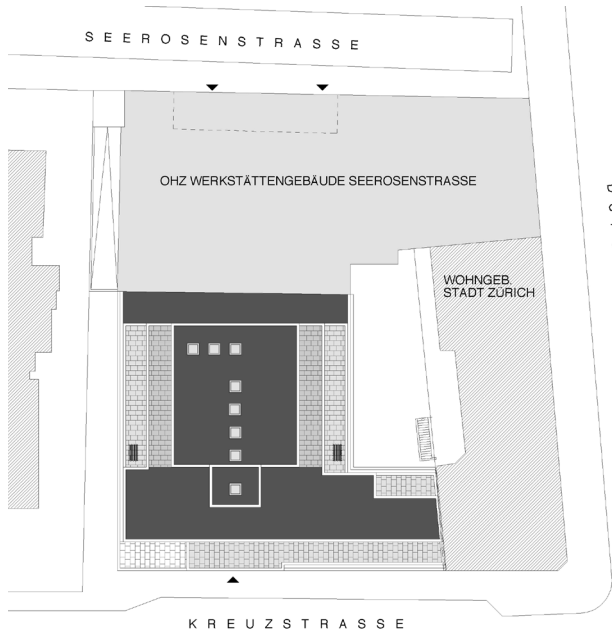 SEEROSENSTRASSE
OHZ WERKSTÄTTENGEBÄUDE SEEROSENSTRASSE
WOHNGEB.
STADT ZÜRICH
KREUZSTRASSE